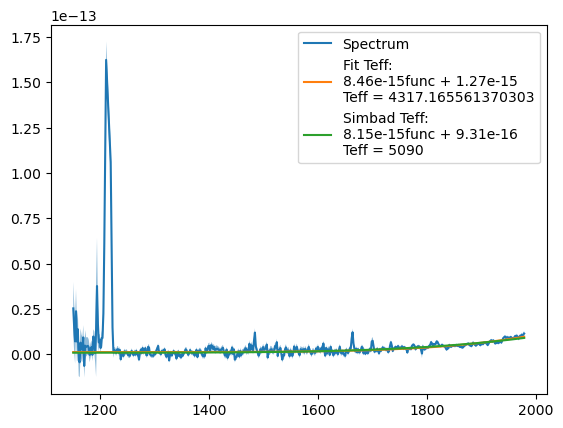 1e−13
1.75
1.50
1.25
1.00
0.75
0.50
0.25
0.00
Spectrum
Fit Teff:
8.46e-15func + 1.27e-15
Teff = 4317.165561370303
Simbad Teff:
8.15e-15func + 9.31e-16
Teff = 5090
1200 1400 1600 1800 2000